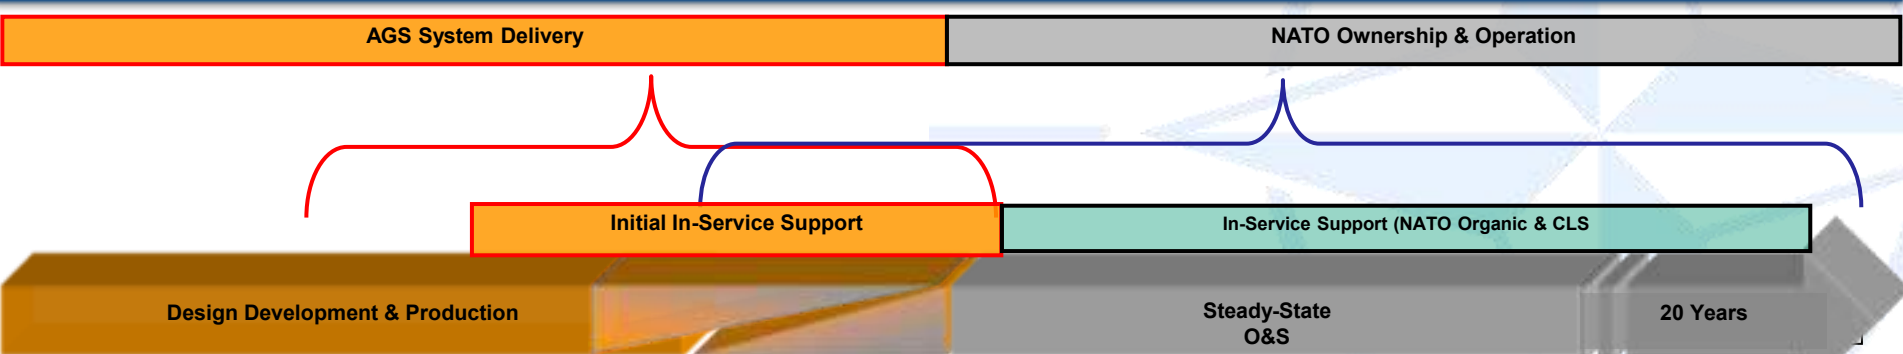 AGS System Delivery
NATO Ownership & Operation
Initial In-Service Support
In-Service Support (NATO Organic & CLS
Design Development & Production
Steady-State
O&S
20 Years